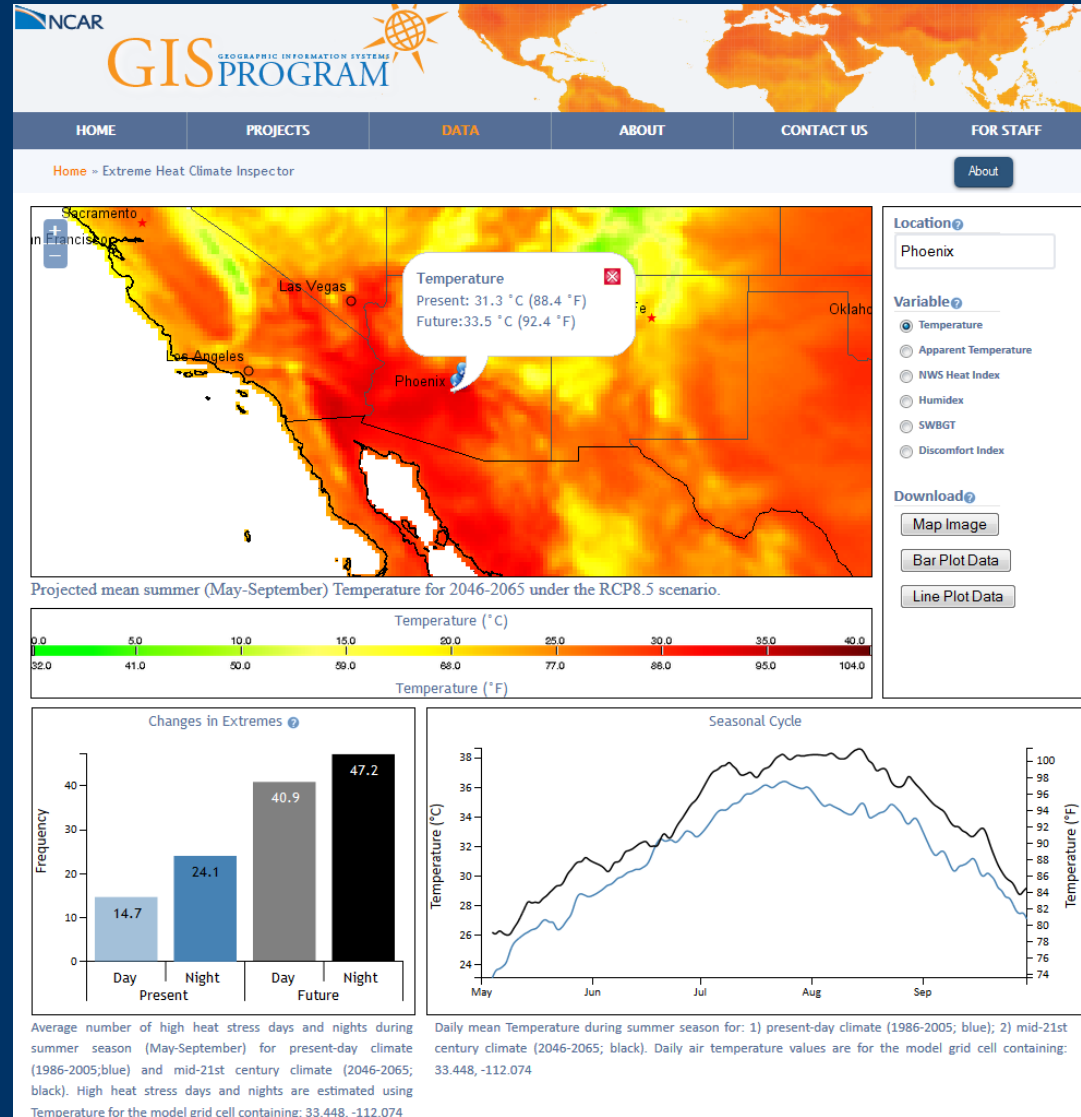 NCAR
GIS PROGRAM
GEOGRAPHIC INFORMATION SYSTEMS
HOME PROJECTS DATA ABOUT CONTACT US FOR STAFF
Home » Extreme Heat Climate Inspector
About
Sacramento
n Francisco
+
−
Las Vegas
Los Angeles
Phoenix
Oklaho
Temperature
Present: 31.3 ˚C (88.4 ˚F)
Future:33.5 ˚C (92.4 ˚F)
Location?
Phoenix
Variable?
Temperature
Apparent Temperature
NWS Heat Index
Humidex
SWBGT
Discomfort Index
Download?
Map Image
Bar Plot Data
Line Plot Data
Projected mean summer (May-September) Temperature for 2046-2065 under the RCP8.5 scenario.
Temperature (˚C)
0.0 5.0 10.0 15.0 20.0 25.0 30.0 35.0 40.0
32.0 41.0 50.0 59.0 68.0 77.0 86.0 95.0 104.0
Temperature (˚F)
Changes in Extremes ?
Frequency
40
30
20
10
0
14.7
24.1
40.9
47.2
Day Night Day Night
Present Future
Average number of high heat stress days and nights during
summer season (May-September) for present-day climate
(1986-2005;blue) and mid-21st century climate (2046-2065;
black). High heat stress days and nights are estimated using
Temperature for the model grid cell containing: 33.448, -112.074
Seasonal Cycle
Temperature (˚C)
38
36
34
32
30
28
26
24
May Jun Jul Aug Sep
100
98
96
94
92
90
88
86
84
82
80
78
76
74
Temperature (˚F)
Daily mean Temperature during summer season for: 1) present-day climate (1986-2005; blue); 2) mid-21st
century climate (2046-2065; black). Daily air temperature values are for the model grid cell containing:
33.448, -112.074